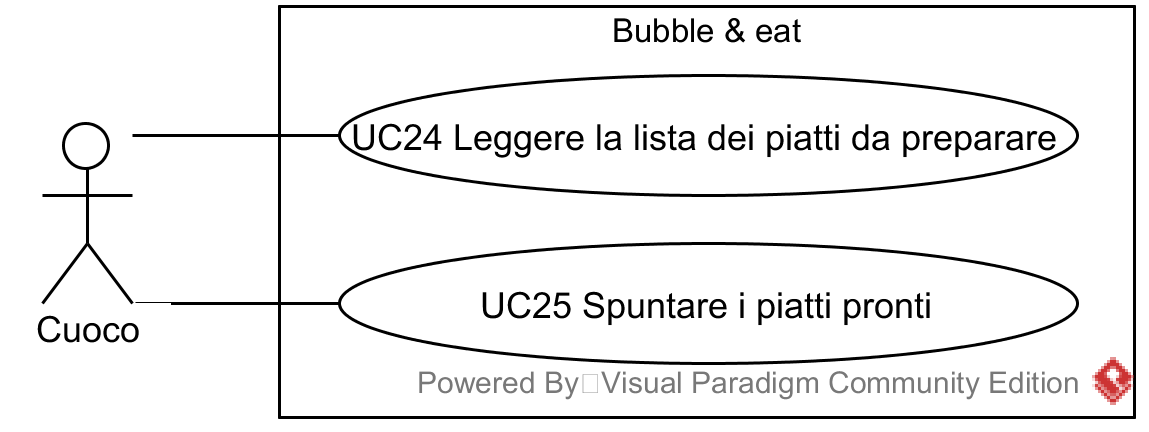 Bubble & eat
UC24 Leggere la lista dei piatti da preparare
UC25 Spuntare i piatti pronti
Cuoco
Powered By Visual Paradigm Community Edition